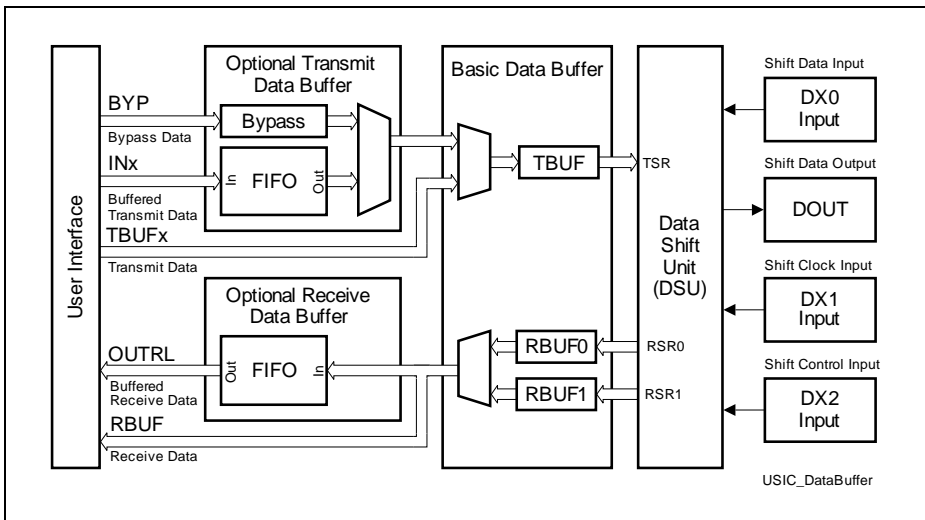 User Interface
BYP
Bypass Data
INx
Buffered
Transmit Data
TBUFx
Transmit Data
OUTRL
Buffered
Receive Data
RBUF
Receive Data
Optional Transmit
Data Buffer
Bypass
In
FIFO
Out
Optional Receive
Data Buffer
Out
FIFO
In
Basic Data Buffer
TBUF
RBUF0
RBUF1
TSR
Data
Shift
Unit
(DSU)
RSR0
RSR1
Shift Data Input
DX0
Input
Shift Data Output
DOUT
Shift Clock Input
DX1
Input
Shift Control Input
DX2
Input
USIC_DataBuffer